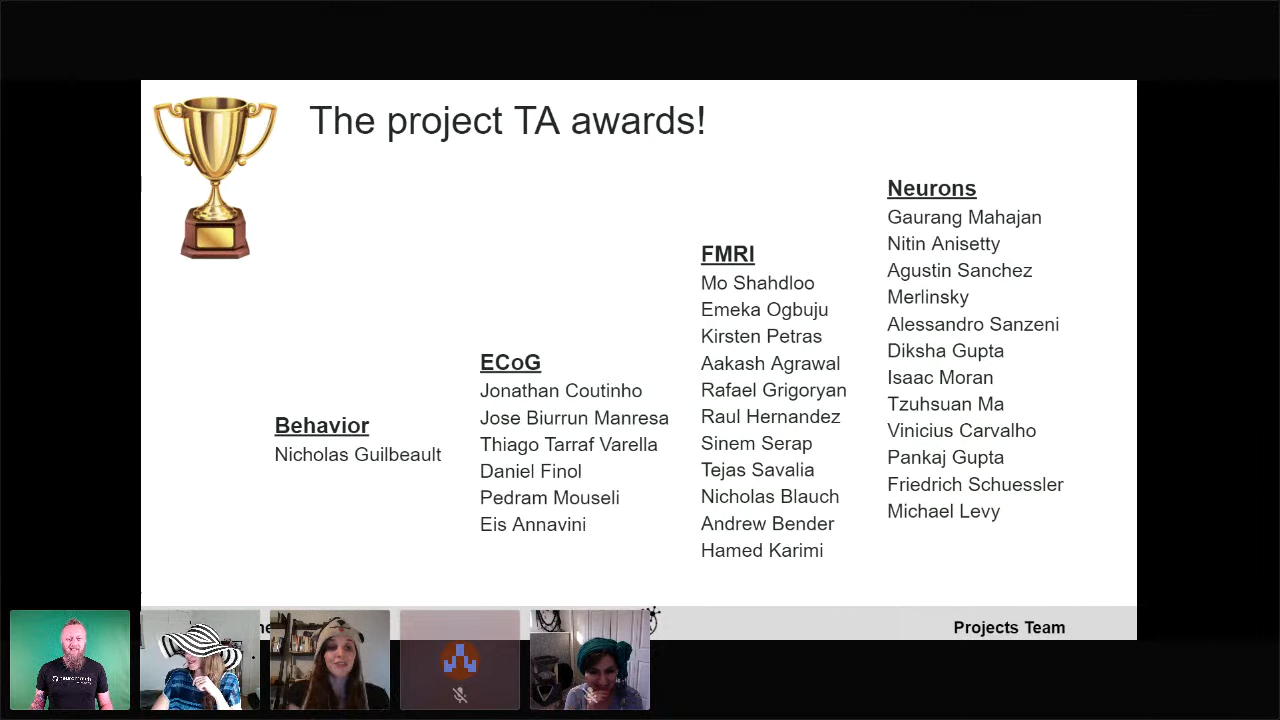 The project TA awards!
Behavior
Nicholas Guilbeault
ECoG
Jonathan Coutinho
Jose Biurrun Manresa
Thiago Tarraf Varella
Daniel Finol
Pedram Mouseli
Eis Annavini
FMRI
Mo Shahdloo
Emeka Ogbuju
Kirsten Petras
Aakash Agrawal
Rafael Grigoryan
Raul Hernandez
Sinem Serap
Tejas Savalia
Nicholas Blauch
Andrew Bender
Hamed Karimi
Neurons
Gaurang Mahajan
Nitin Anisetty
Agustin Sanchez
Merlinsky
Alessandro Sanzeni
Diksha Gupta
Isaac Moran
Tzuhsuan Ma
Vinicius Carvalho
Pankaj Gupta
Friedrich Schuessler
Michael Levy
Projects Team